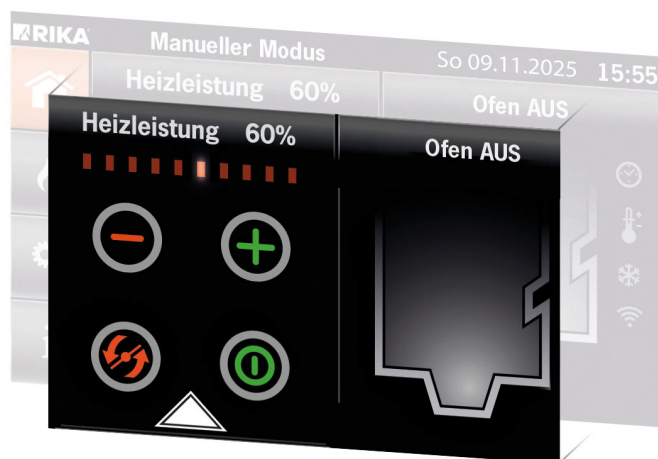 RIKA
Manueller Modus
So 09.11.2025 15:55
Heizleistung 60%
Ofen AUS
Heizleistung 60%
Ofen AUS